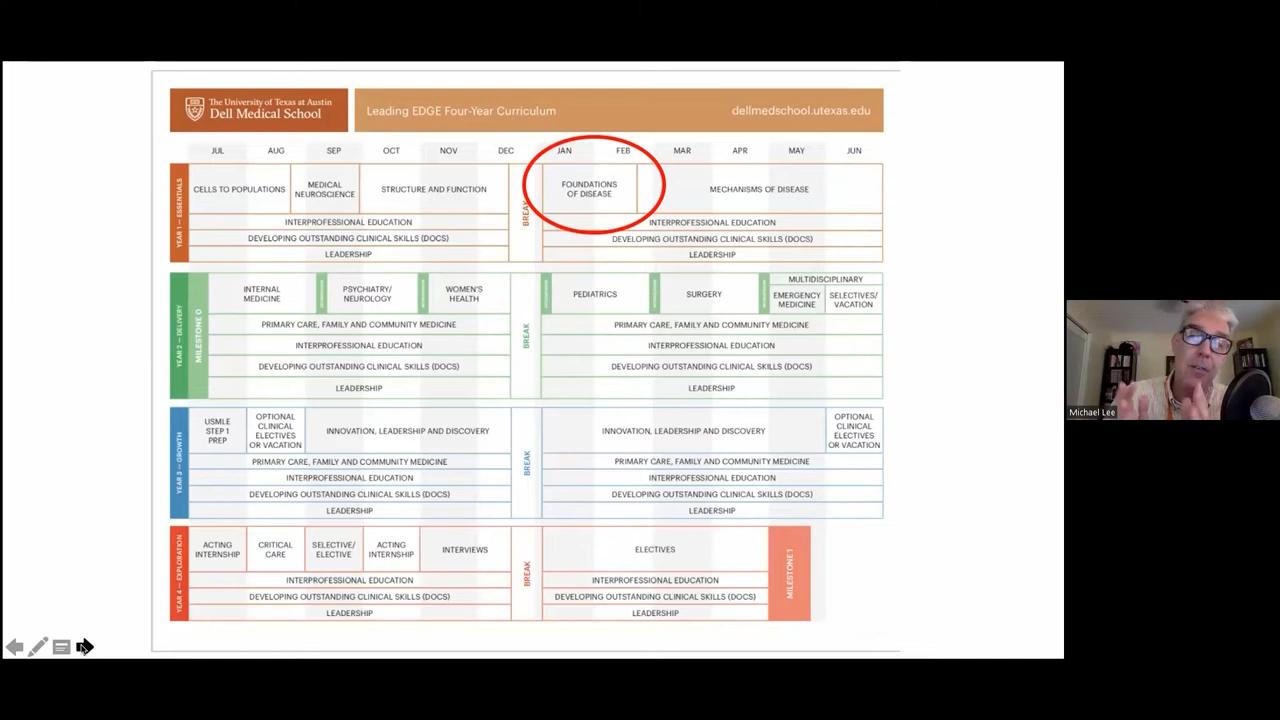 The University of Texas at Austin
Dell Medical School
Leading EDGE Four-Year Curriculum
dellmedschool.utexas.edu
JUL AUG SEP OCT NOV DEC JAN FEB MAR APR MAY JUN
YEAR 1 — ESSENTIALS
CELLS TO POPULATIONS
MEDICAL
NEUROSCIENCE
STRUCTURE AND FUNCTION
BREAK
FOUNDATIONS
OF DISEASE
MECHANISMS OF DISEASE
INTERPROFESSIONAL EDUCATION
INTERPROFESSIONAL EDUCATION
DEVELOPING OUTSTANDING CLINICAL SKILLS (DOCS)
DEVELOPING OUTSTANDING CLINICAL SKILLS (DOCS)
LEADERSHIP
LEADERSHIP
YEAR 2 — DELIVERY
MILESTONE 0
INTERNAL
MEDICINE
PSYCHIATRY/
NEUROLOGY
WOMEN'S
HEALTH
BREAK
PEDIATRICS
SURGERY
MULTIDISCIPLINARY
EMERGENCY
MEDICINE
SELECTIVES/
VACATION
PRIMARY CARE, FAMILY AND COMMUNITY MEDICINE
PRIMARY CARE, FAMILY AND COMMUNITY MEDICINE
INTERPROFESSIONAL EDUCATION
INTERPROFESSIONAL EDUCATION
DEVELOPING OUTSTANDING CLINICAL SKILLS (DOCS)
DEVELOPING OUTSTANDING CLINICAL SKILLS (DOCS)
LEADERSHIP
LEADERSHIP
YEAR 3 — GROWTH
USMLE
STEP 1
PREP
OPTIONAL
CLINICAL
ELECTIVES
OR VACATION
INNOVATION, LEADERSHIP AND DISCOVERY
BREAK
INNOVATION, LEADERSHIP AND DISCOVERY
OPTIONAL
CLINICAL
ELECTIVES
OR VACATION
PRIMARY CARE, FAMILY AND COMMUNITY MEDICINE
PRIMARY CARE, FAMILY AND COMMUNITY MEDICINE
INTERPROFESSIONAL EDUCATION
INTERPROFESSIONAL EDUCATION
DEVELOPING OUTSTANDING CLINICAL SKILLS (DOCS)
DEVELOPING OUTSTANDING CLINICAL SKILLS (DOCS)
LEADERSHIP
LEADERSHIP
YEAR 4 — EXPLORATION
ACTING
INTERNSHIP
CRITICAL
CARE
SELECTIVE/
ELECTIVE
ACTING
INTERNSHIP
INTERVIEWS
BREAK
ELECTIVES
MILESTONE 1
INTERPROFESSIONAL EDUCATION
INTERPROFESSIONAL EDUCATION
DEVELOPING OUTSTANDING CLINICAL SKILLS (DOCS)
DEVELOPING OUTSTANDING CLINICAL SKILLS (DOCS)
LEADERSHIP
LEADERSHIP
Michael Lee